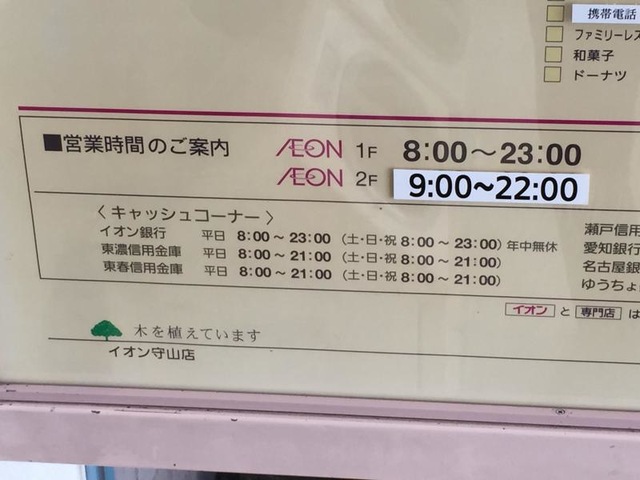 携帯電話
ファミリーレス
和菓子
ドーナツ
■営業時間のご案内
ÆON 1F 8:00～23:00
ÆON 2F 9:00～22:00
〈キャッシュコーナー〉
イオン銀行 平日 8:00～23:00 (土・日・祝 8:00～23:00) 年中無休
東濃信用金庫 平日 8:00～21:00 (土・日・祝 8:00～21:00)
東春信用金庫 平日 8:00～21:00 (土・日・祝 8:00～21:00)
瀬戸信用
愛知銀行
名古屋銀
ゆうちょ
イオン と 専門店 は
木を植えています
イオン守山店